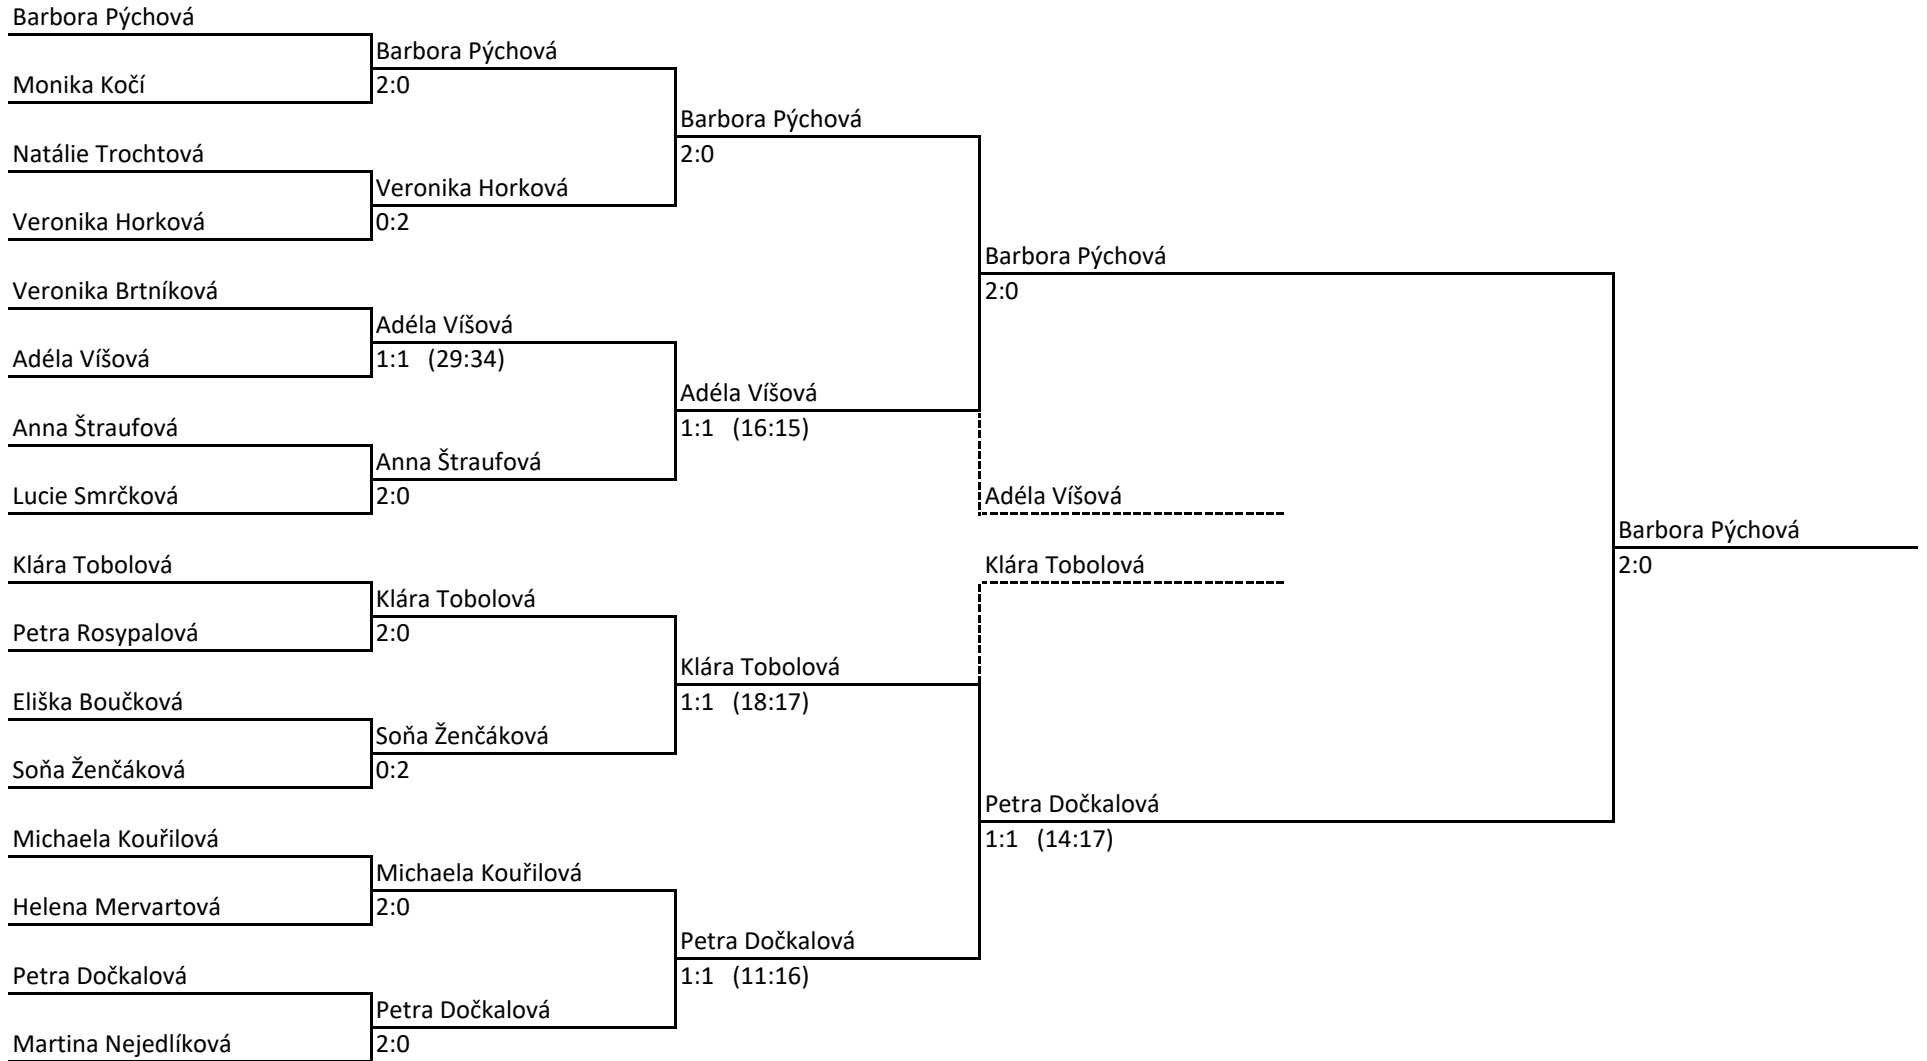 Barbora Pýchová
Barbora Pýchová
Monika Kočí
2:0
Barbora Pýchová
Natálie Trochtová
2:0
Veronika Horková
Veronika Horková
0:2
Barbora Pýchová
Veronika Brtníková
2:0
Adéla Víšová
Adéla Víšová
1:1 (29:34)
Adéla Víšová
Anna Štraufová
1:1 (16:15)
Anna Štraufová
Lucie Smrčková
2:0
Adéla Víšová
Barbora Pýchová
Klára Tobolová
Klára Tobolová
2:0
Klára Tobolová
Petra Rosypalová
2:0
Klára Tobolová
Eliška Boučková
1:1 (18:17)
Soňa Ženčáková
Soňa Ženčáková
0:2
Petra Dočkalová
Michaela Kouřilová
1:1 (14:17)
Michaela Kouřilová
Helena Mervartová
2:0
Petra Dočkalová
Petra Dočkalová
1:1 (11:16)
Petra Dočkalová
Martina Nejedlíková
2:0